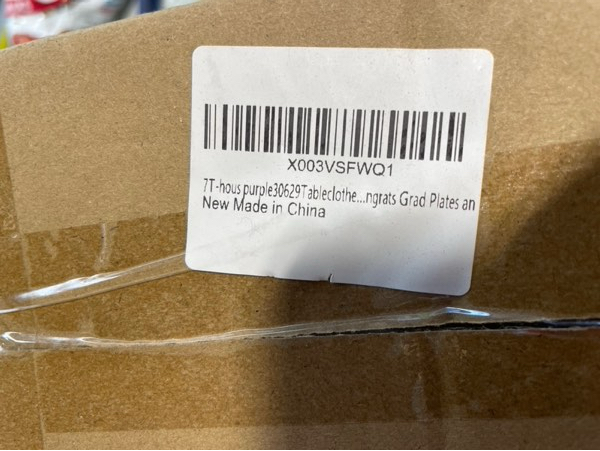 X003VSFWQ1
7T-hous purple30629Tableclothe...ngrats Grad Plates an
New Made in China